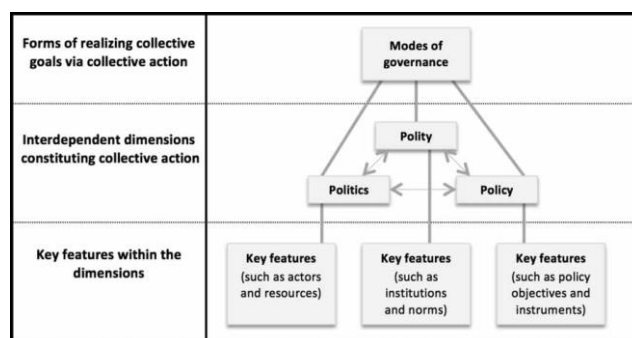 Forms of realizing collective
goals via collective action
Modes of
governance
Interdependent dimensions
constituting collective action
Polity
Politics
Policy
Key features within the
dimensions
Key features
(such as actors
and resources)
Key features
(such as
institutions
and norms)
Key features
(such as policy
objectives and
instruments)